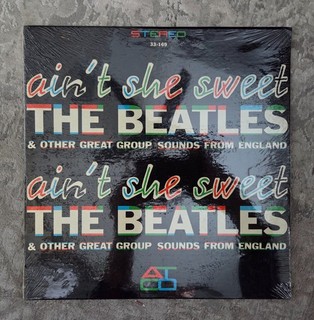 STEREO
33-169
ain't she sweet
THE BEATLES
& OTHER GREAT GROUP SOUNDS FROM ENGLAND
ain't she sweet
THE BEATLES
& OTHER GREAT GROUP SOUNDS FROM ENGLAND
ATCO